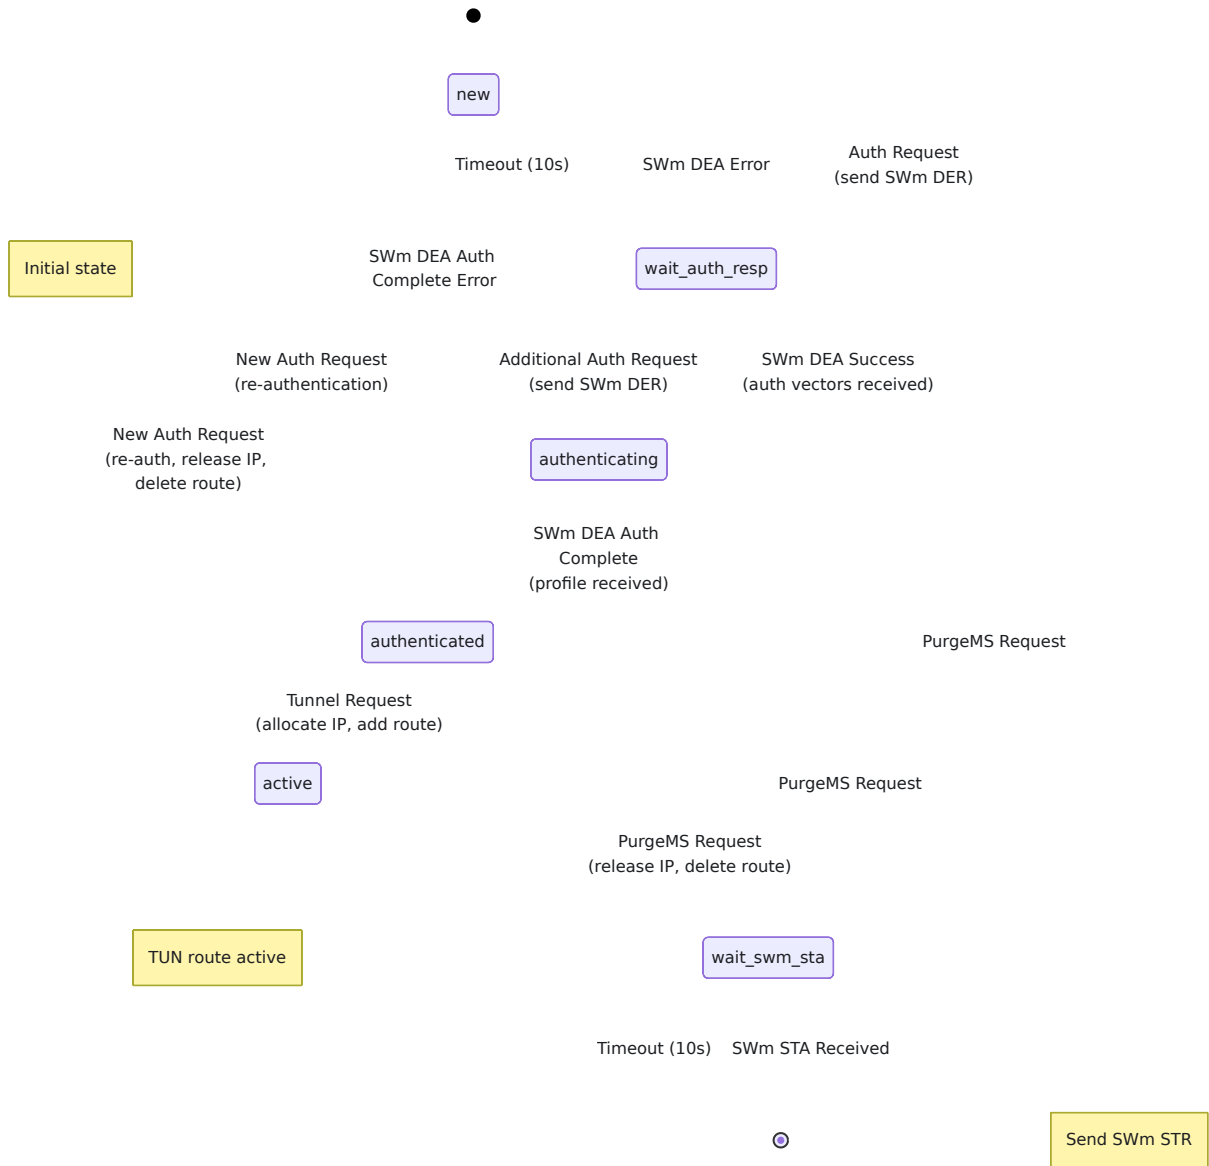 new
Timeout (10s)
SWm DEA Error
Auth Request
(send SWm DER)
Initial state
SWm DEA Auth
Complete Error
wait_auth_resp
New Auth Request
(re-authentication)
Additional Auth Request
(send SWm DER)
SWm DEA Success
(auth vectors received)
New Auth Request
(re-auth, release IP,
delete route)
authenticating
SWm DEA Auth
Complete
(profile received)
authenticated
PurgeMS Request
Tunnel Request
(allocate IP, add route)
active
PurgeMS Request
PurgeMS Request
(release IP, delete route)
TUN route active
wait_swm_sta
Timeout (10s)
SWm STA Received
Send SWm STR